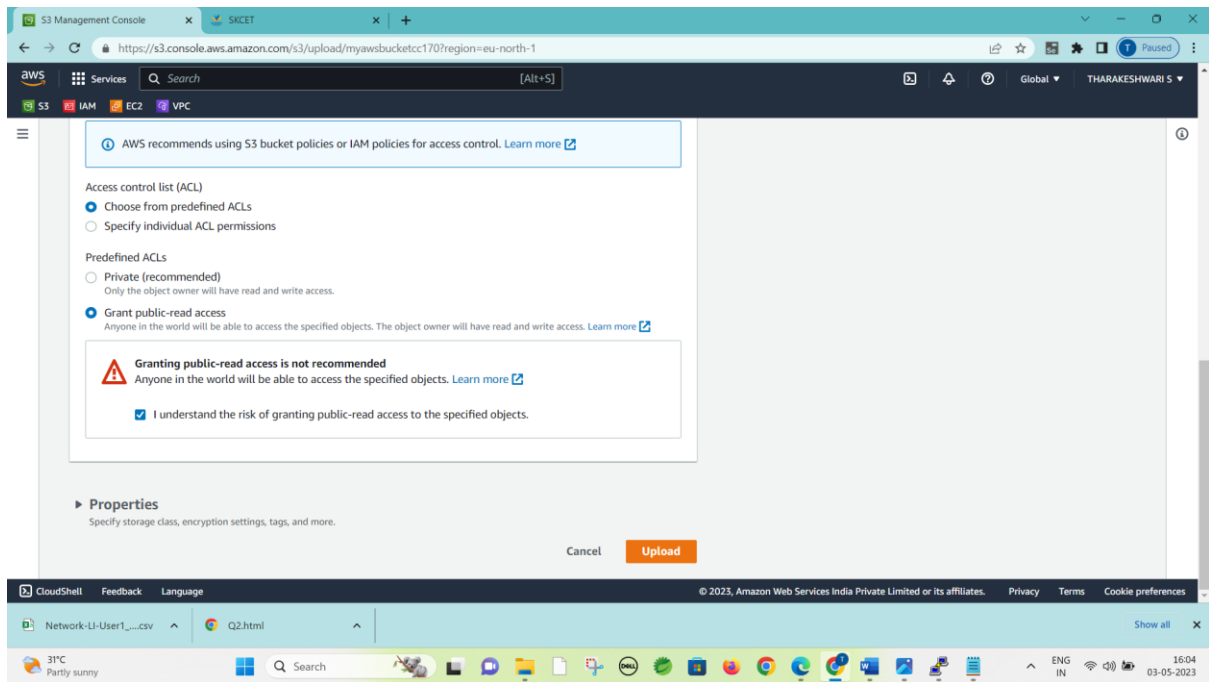 S3 Management Console
SKCET
https://s3.console.aws.amazon.com/s3/upload/myawsbucketcc170?region=eu-north-1
T Paused
aws Services Search [Alt+S] Global THARAKESHWARI S
S3 IAM EC2 VPC
AWS recommends using S3 bucket policies or IAM policies for access control. Learn more
Access control list (ACL)
Choose from predefined ACLs
Specify individual ACL permissions
Predefined ACLs
Private (recommended)
Only the object owner will have read and write access.
Grant public-read access
Anyone in the world will be able to access the specified objects. The object owner will have read and write access. Learn more
Granting public-read access is not recommended
Anyone in the world will be able to access the specified objects. Learn more
I understand the risk of granting public-read access to the specified objects.
Properties
Specify storage class, encryption settings, tags, and more.
Cancel Upload
CloudShell Feedback Language © 2023, Amazon Web Services India Private Limited or its affiliates. Privacy Terms Cookie preferences
Network-LI-User1_....csv Q2.html Show all
31°C
Partly sunny
Search
DELL
ENG
IN
16:04
03-05-2023